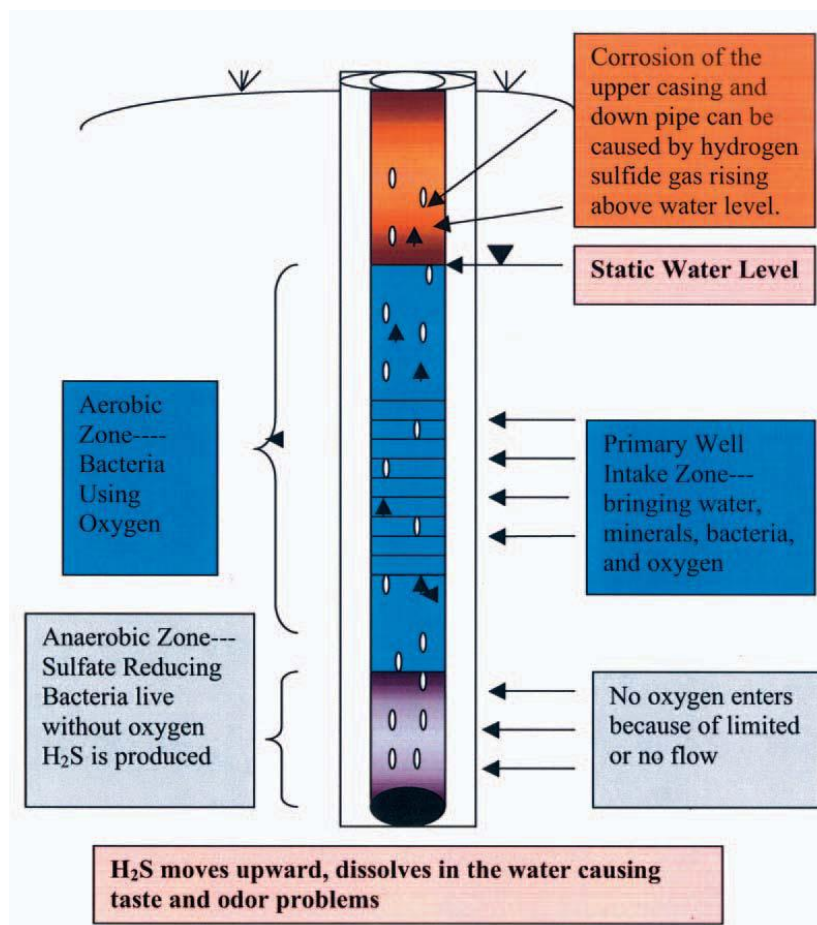 Corrosion of the
upper casing and
down pipe can be
caused by hydrogen
sulfide gas rising
above water level.
Static Water Level
Aerobic
Zone----
Bacteria
Using
Oxygen
Primary Well
Intake Zone---
bringing water,
minerals, bacteria,
and oxygen
Anaerobic Zone---
Sulfate Reducing
Bacteria live
without oxygen
H₂S is produced
No oxygen enters
because of limited
or no flow
H₂S moves upward, dissolves in the water causing
taste and odor problems